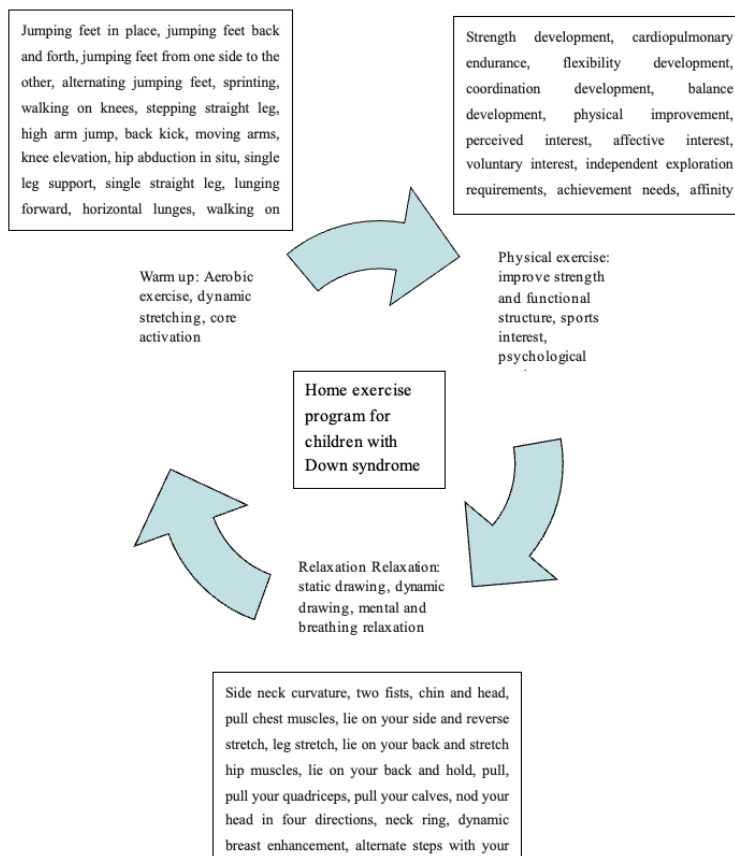 Jumping feet in place, jumping feet back
and forth, jumping feet from one side to the
other, alternating jumping feet, sprinting,
walking on knees, stepping straight leg,
high arm jump, back kick, moving arms,
knee elevation, hip abduction in situ, single
leg support, single straight leg, lunging
forward, horizontal lunges, walking on
Strength development, cardiopulmonary
endurance, flexibility development,
coordination development, balance
development, physical improvement,
perceived interest, affective interest,
voluntary interest, independent exploration
requirements, achievement needs, affinity
Warm up: Aerobic
exercise, dynamic
stretching, core
activation
Physical exercise:
improve strength
and functional
structure, sports
interest,
psychological
Home exercise
program for
children with
Down syndrome
Relaxation Relaxation:
static drawing, dynamic
drawing, mental and
breathing relaxation
Side neck curvature, two fists, chin and head,
pull chest muscles, lie on your side and reverse
stretch, leg stretch, lie on your back and stretch
hip muscles, lie on your back and hold, pull,
pull your quadriceps, pull your calves, nod your
head in four directions, neck ring, dynamic
breast enhancement, alternate steps with your